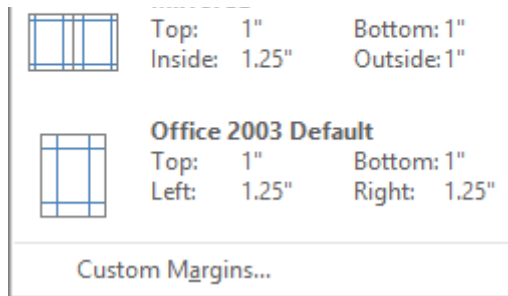 Top: 1" Bottom: 1"
Inside: 1.25" Outside: 1"
Office 2003 Default
Top: 1" Bottom: 1"
Left: 1.25" Right: 1.25"
Custom Margins...